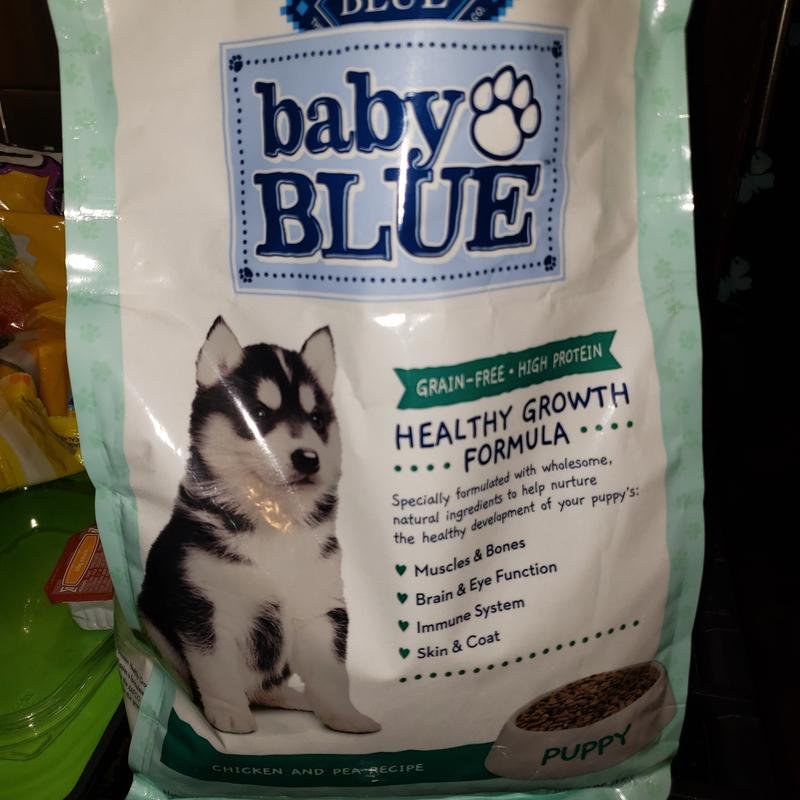 BLUE
baby
BLUE
GRAIN-FREE • HIGH PROTEIN
HEALTHY GROWTH
FORMULA
Specially formulated with wholesome,
natural ingredients to help nurture
the healthy development of your puppy's:
Muscles & Bones
Brain & Eye Function
Immune System
Skin & Coat
PUPPY
CHICKEN AND PEA RECIPE